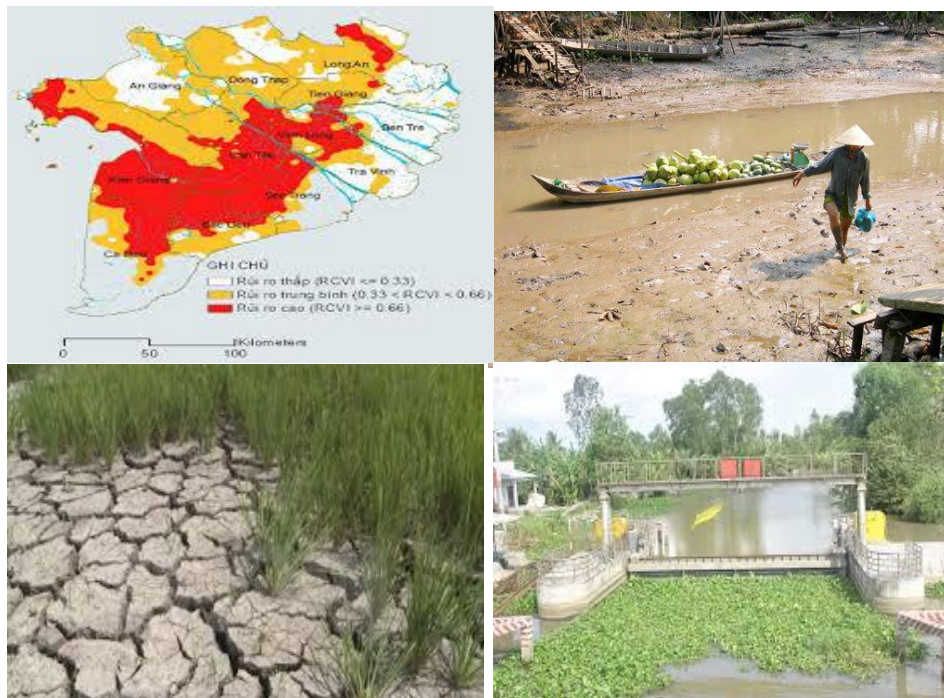 Long An
Đồng Tháp
An Giang
Tiền Giang
Bến Tre
Vĩnh Long
Cần Thơ
Trà Vinh
Kiên Giang
Sóc Trăng
Bạc Liêu
Cà Mau
GHI CHÚ
Rủi ro thấp (RCVI <= 0.33)
Rủi ro trung bình (0.33 < RCVI < 0.66)
Rủi ro cao (RCVI >= 0.66)
Kilometers
0 50 100